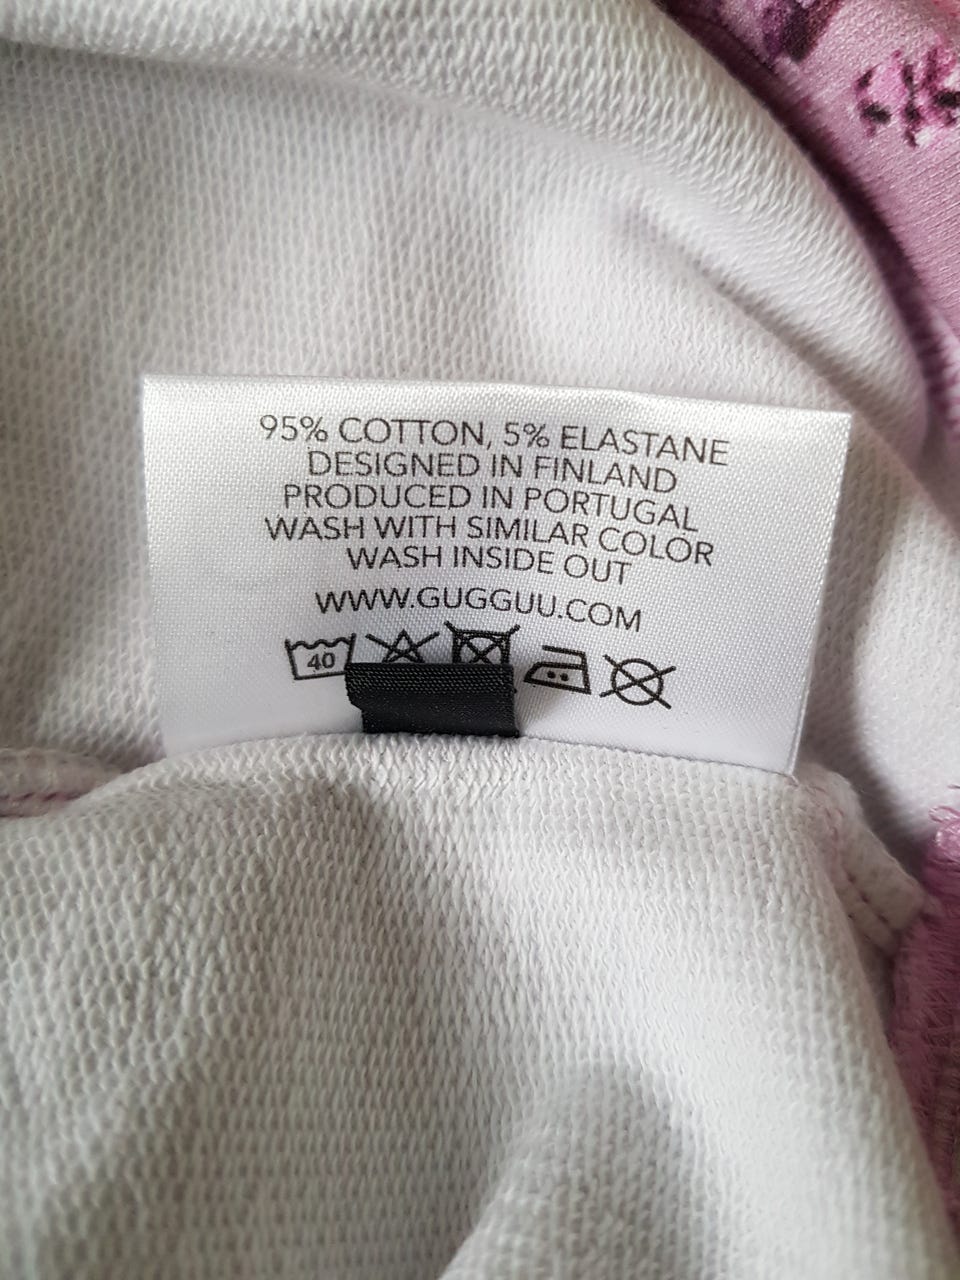 95% COTTON, 5% ELASTANE
DESIGNED IN FINLAND
PRODUCED IN PORTUGAL
WASH WITH SIMILAR COLOR
WASH INSIDE OUT
WWW.GUGGUU.COM
40